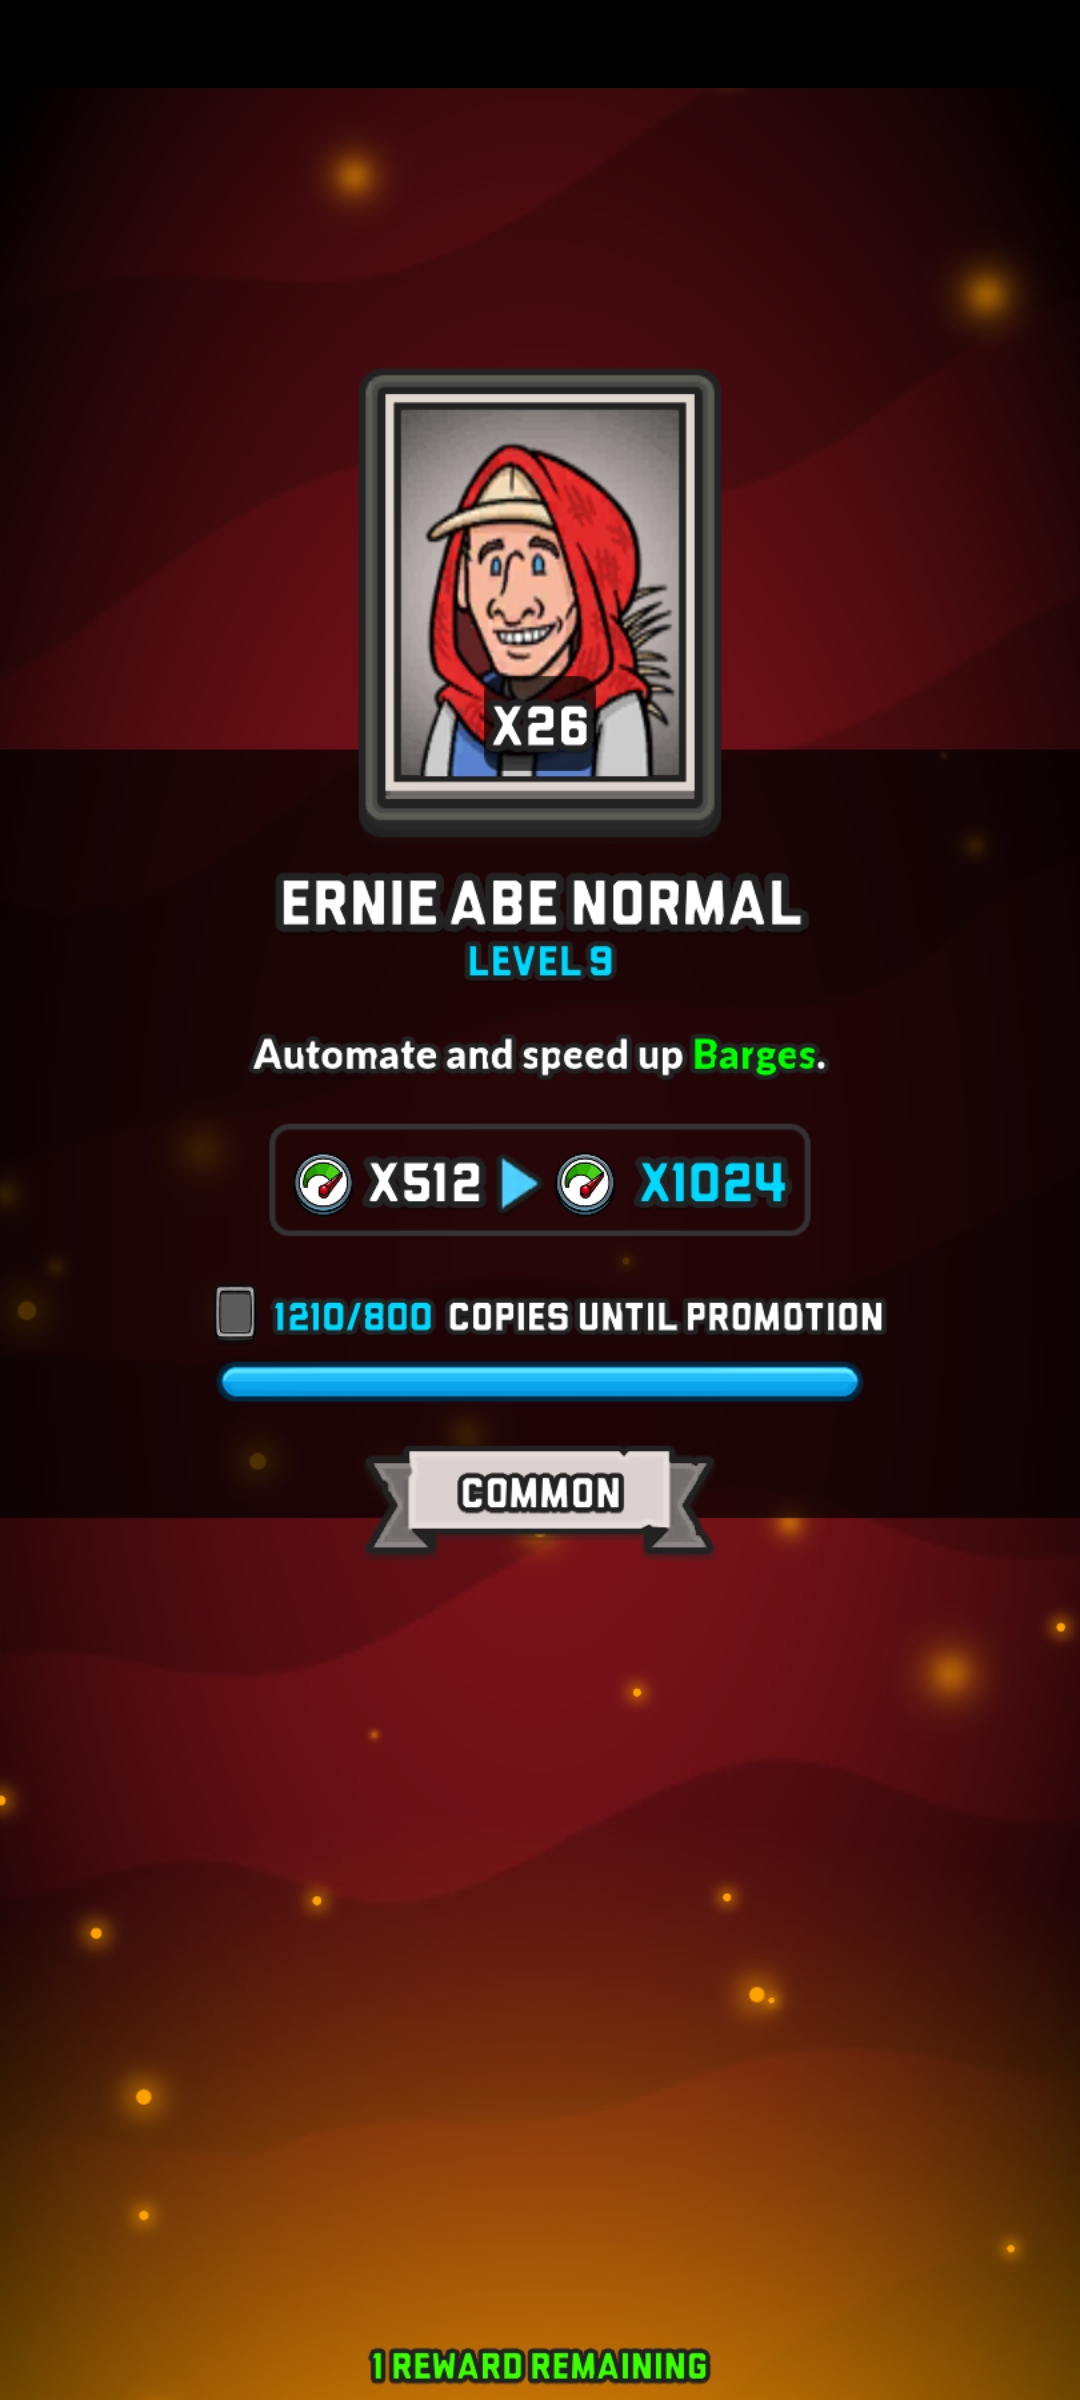 X26
ERNIE ABE NORMAL
LEVEL 9
Automate and speed up Barges.
X512 X1024
1210/800 COPIES UNTIL PROMOTION
COMMON
1 REWARD REMAINING